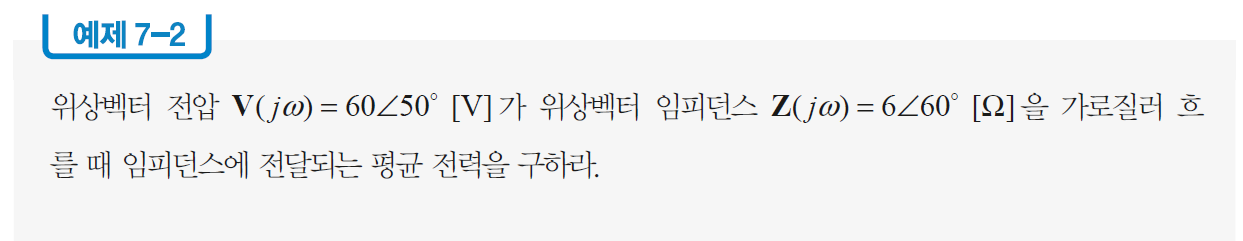 예제 7-2
위상벡터 전압 V(jω) = 60∠50° [V]가 위상벡터 임피던스 Z(jω) = 6∠60° [Ω]을 가로질러 흐
를 때 임피던스에 전달되는 평균 전력을 구하라.